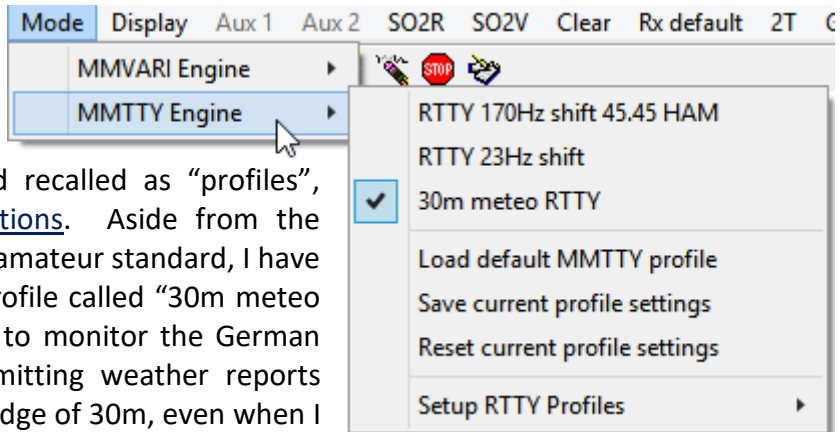 Mode Display Aux 1 Aux 2 SO2R SO2V Clear Rx default 2T
MMVARI Engine
MMTTY Engine
STOP
RTTY 170Hz shift 45.45 HAM
RTTY 23Hz shift
30m meteo RTTY
Load default MMTTY profile
Save current profile settings
Reset current profile settings
Setup RTTY Profiles
recalled as “profiles”,
tions. Aside from the
amateur standard, I have
rofile called “30m meteo
to monitor the German
mitting weather reports
dge of 30m, even when I